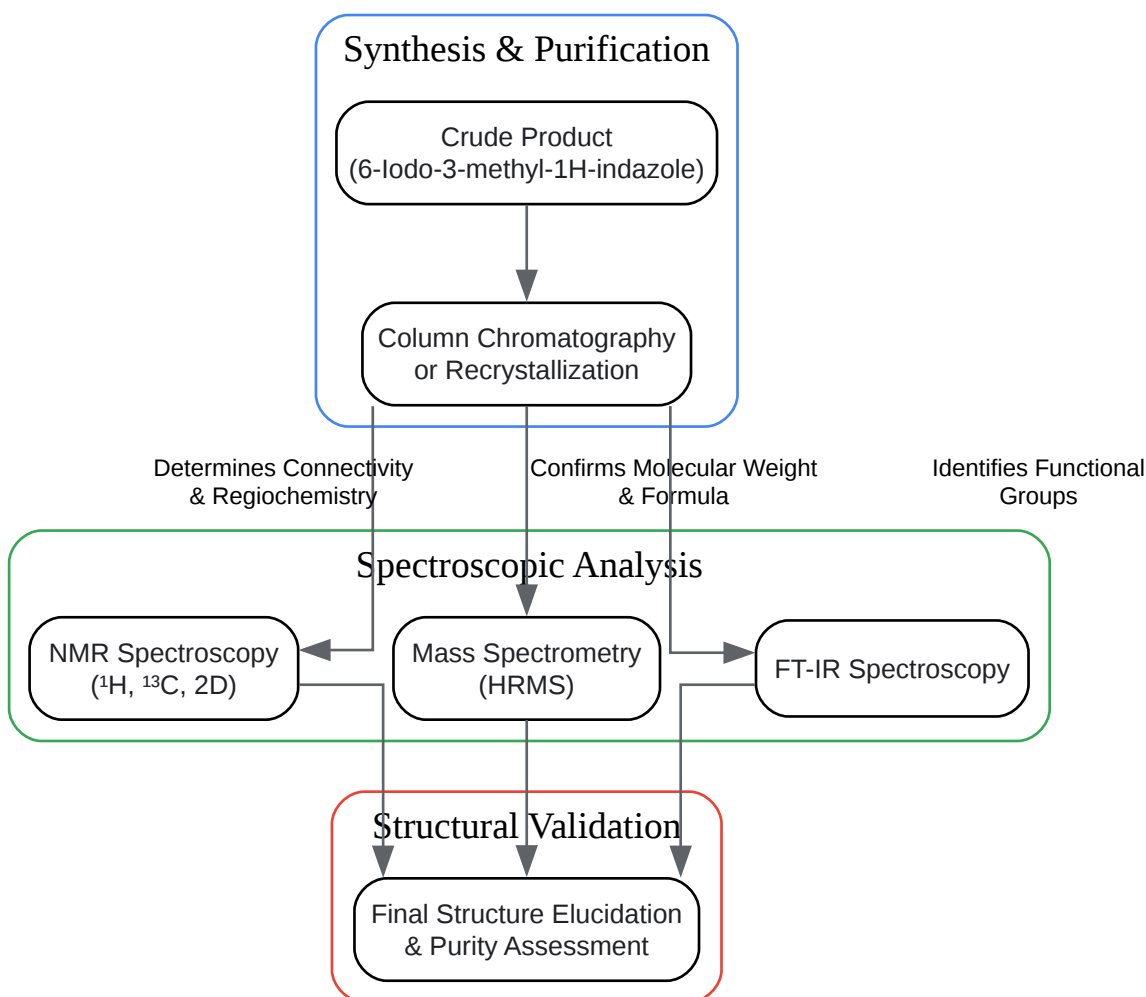 Synthesis & Purification
Crude Product
(6-Iodo-3-methyl-1H-indazole)
Column Chromatography
or Recrystallization
Determines Connectivity
& Regiochemistry
Confirms Molecular Weight
& Formula
Identifies Functional
Groups
Spectroscopic Analysis
NMR Spectroscopy
(¹H, ¹³C, 2D)
Mass Spectrometry
(HRMS)
FT-IR Spectroscopy
Structural Validation
Final Structure Elucidation
& Purity Assessment